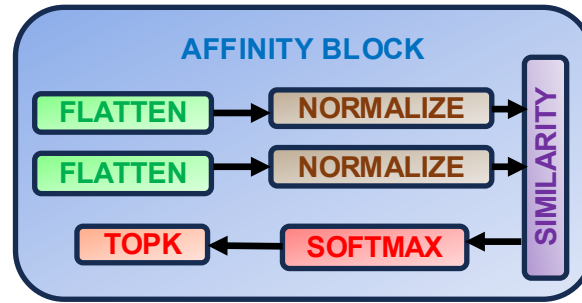 AFFINITY BLOCK
FLATTEN
NORMALIZE
FLATTEN
NORMALIZE
SIMILARITY
TOPK
SOFTMAX